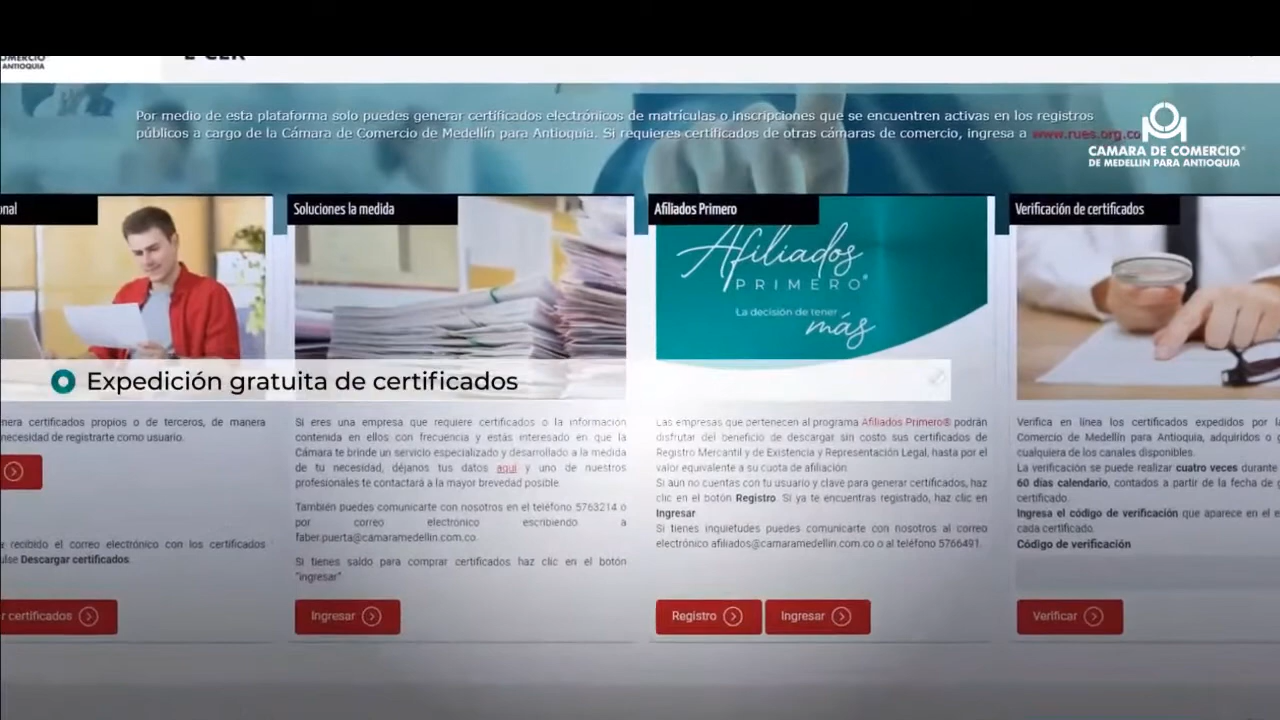 COMERCIO
ANTIOQUIA
E-CER
Por medio de esta plataforma solo puedes generar certificados electrónicos de matrículas o inscripciones que se encuentren activas en los registros
públicos a cargo de la Cámara de Comercio de Medellín para Antioquia. Si requieres certificados de otras cámaras de comercio, ingresa a www.rues.org.co
CAMARA DE COMERCIO®
DE MEDELLIN PARA ANTIOQUIA
onal
Soluciones la medida
Afiliados Primero
Verificación de certificados
Afiliados
PRIMERO®
La decisión de tener
más
Expedición gratuita de certificados
nera certificados propios o de terceros, de manera
necesidad de registrarte como usuario.
e recibido el correo electrónico con los certificados
ulse Descargar certificados.
r certificados
Si eres una empresa que requiere certificados o la información
contenida en ellos con frecuencia y estás interesado en que la
Cámara te brinde un servicio especializado y desarrollado a la medida
de tu necesidad, déjanos tus datos aquí y uno de nuestros
profesionales te contactará a la mayor brevedad posible
También puedes comunicarte con nosotros en el teléfono 5763214 o
por correo electrónico escribiendo a
faber.puerta@camaramedellin.com.co.
Si tienes saldo para comprar certificados haz clic en el botón
"ingresar"
Ingresar
Las empresas que pertenecen al programa Afiliados Primero® podrán
disfrutar del beneficio de descargar sin costo sus certificados de
Registro Mercantil y de Existencia y Representación Legal, hasta por el
valor equivalente a su cuota de afiliación.
Si aún no cuentas con tu usuario y clave para generar certificados, haz
clic en el botón Registro. Si ya te encuentras registrado, haz clic en
Ingresar
Si tienes inquietudes puedes comunicarte con nosotros al correo
electrónico afiliados@camaramedellin.com.co o al teléfono 5766491.
Registro
Ingresar
Verifica en línea los certificados expedidos por l
Comercio de Medellín para Antioquia, adquiridos o
cualquiera de los canales disponibles.
La verificación se puede realizar cuatro veces durante
60 días calendario, contados a partir de la fecha de
certificado.
Ingresa el código de verificación que aparece en el e
cada certificado.
Código de verificación
Verificar